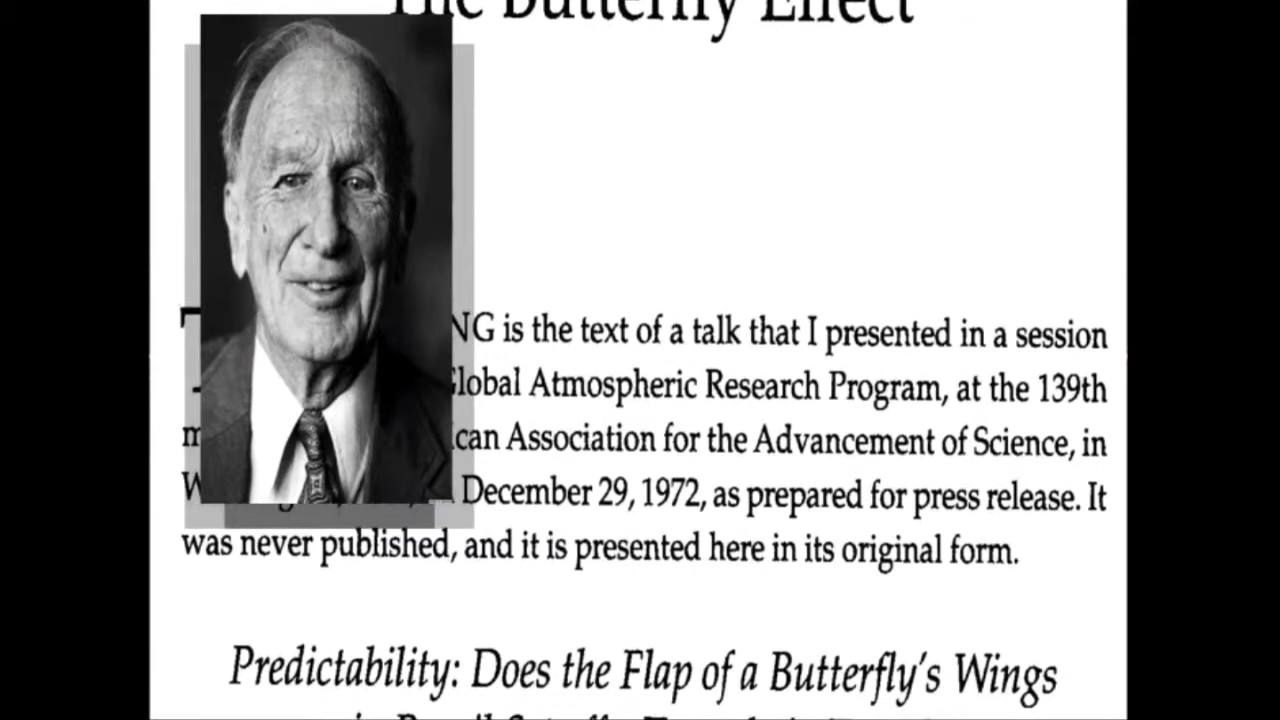 The Butterfly Effect
NG is the text of a talk that I presented in a session
Global Atmospheric Research Program, at the 139th
can Association for the Advancement of Science, in
December 29, 1972, as prepared for press release. It
was never published, and it is presented here in its original form.
Predictability: Does the Flap of a Butterfly's Wings